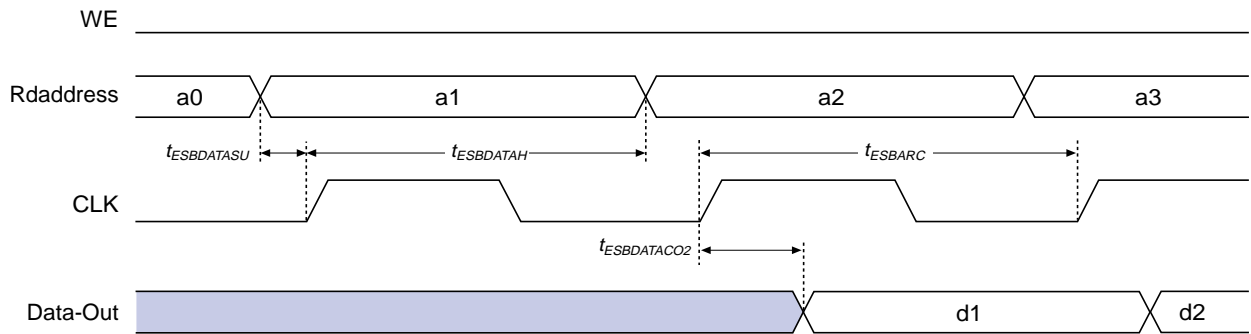 WE
Rdaddress a0 a1 a2 a3
tESBDATASU tESBDATAH tESBARC
CLK
tESBDATACO2
Data-Out d1 d2